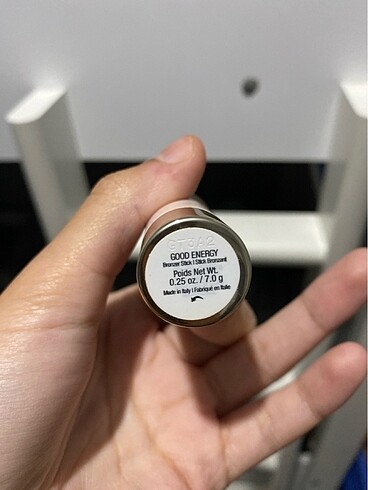 GT3A2
GOOD ENERGY
Bronzer Stick | Stick Bronzant
Poids Net Wt.
0.25 oz. / 7.0 g
Made in Italy | Fabriqué en Italie